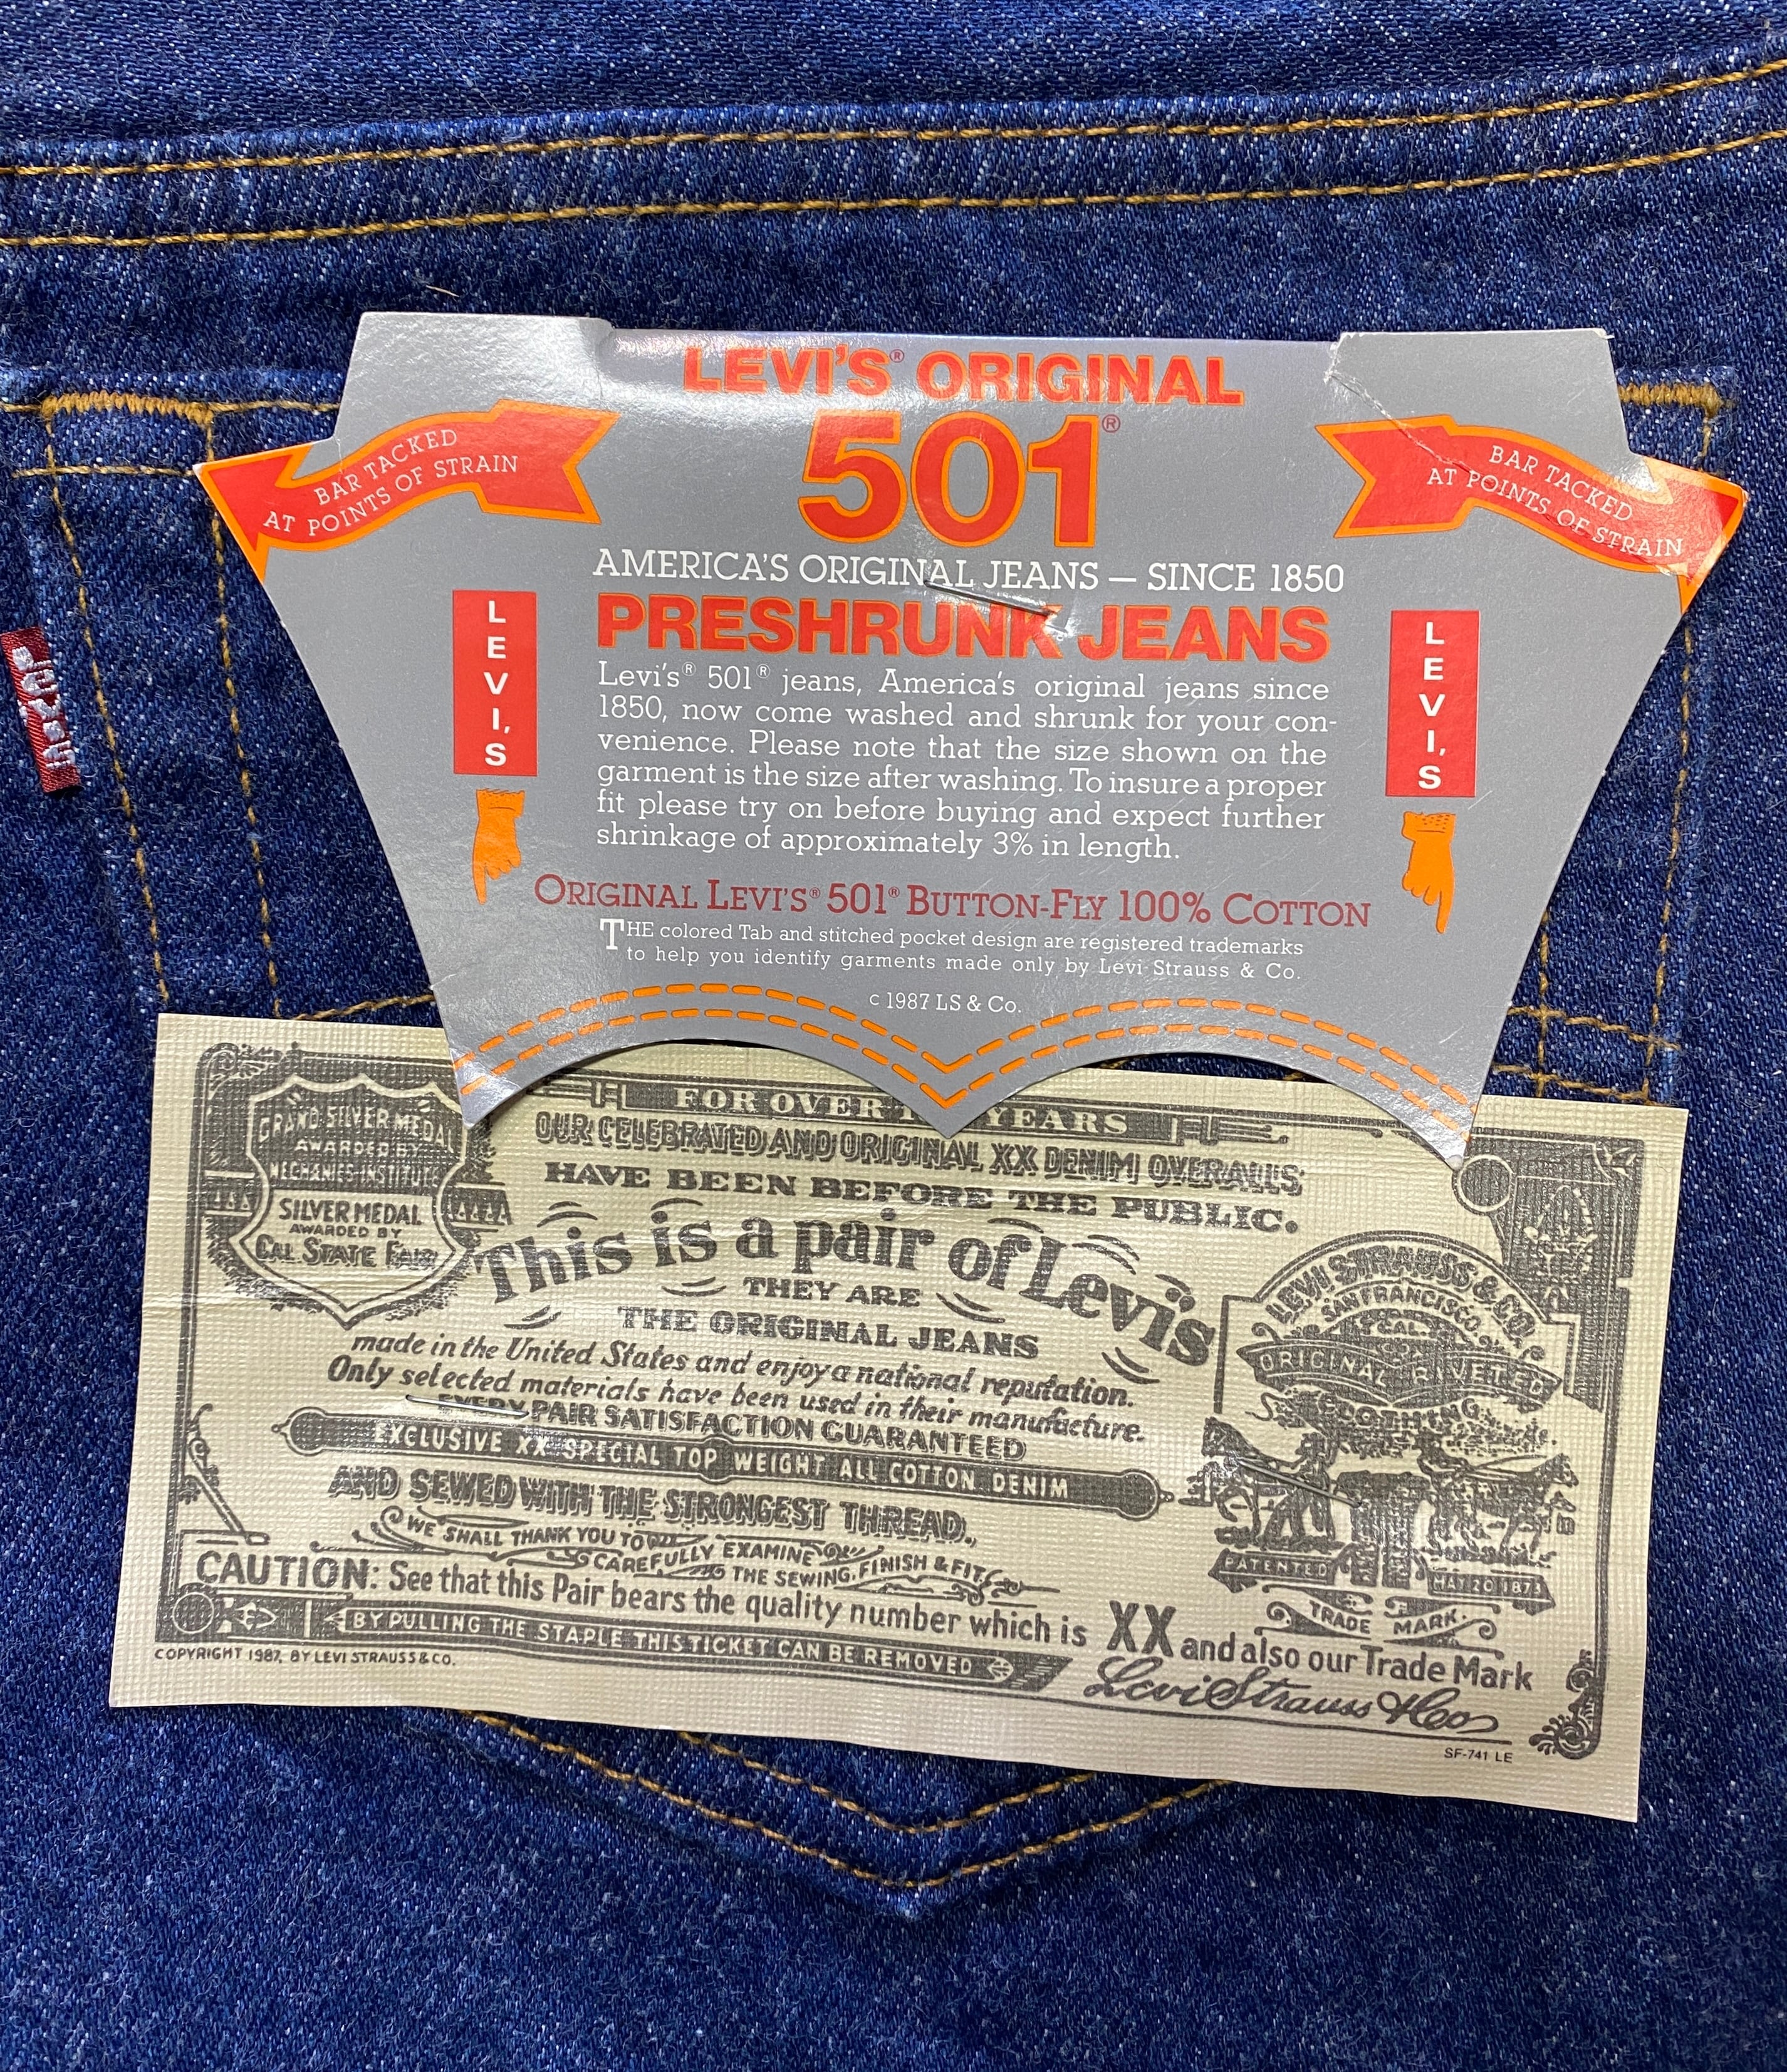 LEVI'S® ORIGINAL
501®
BAR TACKED
AT POINTS OF STRAIN
BAR TACKED
AT POINTS OF STRAIN
AMERICA'S ORIGINAL JEANS — SINCE 1850
PRESHRUNK JEANS
LEVI'S
LEVI'S
Levi's® 501® jeans, America's original jeans since
1850, now come washed and shrunk for your con-
venience. Please note that the size shown on the
garment is the size after washing. To insure a proper
fit please try on before buying and expect further
shrinkage of approximately 3% in length.
ORIGINAL LEVI'S® 501® BUTTON-FLY 100% COTTON
THE colored Tab and stitched pocket design are registered trademarks
to help you identify garments made only by Levi Strauss & Co.
c 1987 LS & Co.
LEVI'S
GRAND SILVER MEDAL
AWARDED BY
MECHANICS INSTITUTE
SILVER MEDAL
AWARDED BY
CAL. STATE FAIR
FOR OVER YEARS
OUR CELEBRATED AND ORIGINAL XX DENIM OVERALLS;
HAVE BEEN BEFORE THE PUBLIC.
This is a pair of Levi's
THEY ARE
THE ORIGINAL JEANS
made in the United States and enjoy a national reputation.
Only selected materials have been used in their manufacture.
EVERY PAIR SATISFACTION GUARANTEED
EXCLUSIVE XX SPECIAL TOP WEIGHT ALL COTTON DENIM
AND SEWED WITH THE STRONGEST THREAD.
WE SHALL THANK YOU TO
CAREFULLY EXAMINE
THE SEWING, FINISH & FIT
LEVI STRAUSS & CO.
SAN FRANCISCO,
CAL.
ORIGINAL RIVETED
CLOTHING
PATENTED
MAY 20 1873
TRADE MARK.
CAUTION: See that this Pair bears the quality number which is XX and also our Trade Mark
BY PULLING THE STAPLE THIS TICKET CAN BE REMOVED
Levi Strauss & Co
COPYRIGHT 1987, BY LEVI STRAUSS & CO.
SF-741 LE